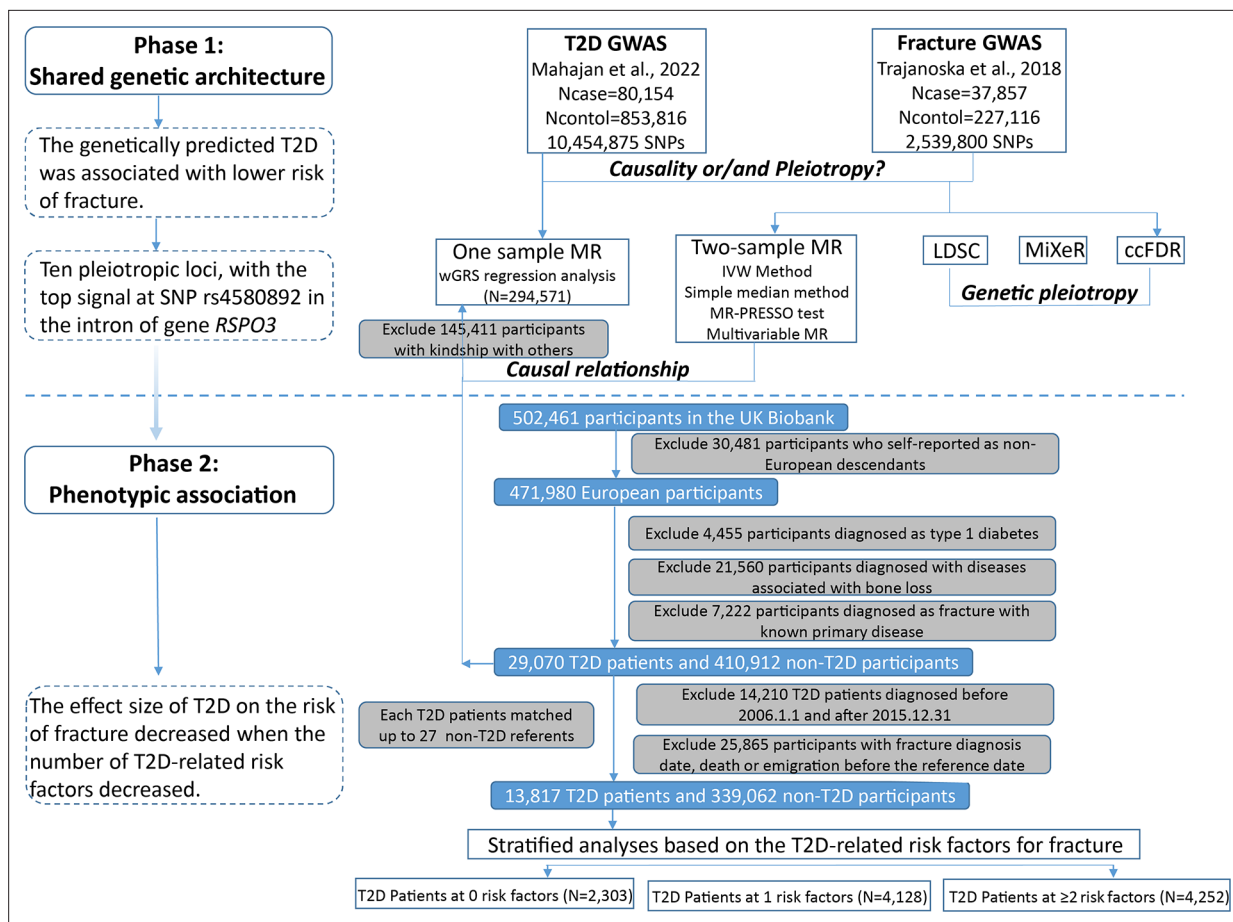 Phase 1:
Shared genetic architecture
The genetically predicted T2D
was associated with lower risk
of fracture.
Ten pleiotropic loci, with the
top signal at SNP rs4580892 in
the intron of gene RSPO3
T2D GWAS
Mahajan et al., 2022
Ncase=80,154
Ncontol=853,816
10,454,875 SNPs
Fracture GWAS
Trajanoska et al., 2018
Ncase=37,857
Ncontol=227,116
2,539,800 SNPs
Causality or/and Pleiotropy?
One sample MR
wGRS regression analysis
(N=294,571)
Two-sample MR
IVW Method
Simple median method
MR-PRESSO test
Multivariable MR
LDSC
MiXeR
ccFDR
Genetic pleiotropy
Exclude 145,411 participants
with kindship with others
Causal relationship
Phase 2:
Phenotypic association
The effect size of T2D on the risk
of fracture decreased when the
number of T2D-related risk
factors decreased.
502,461 participants in the UK Biobank
Exclude 30,481 participants who self-reported as non-
European descendants
471,980 European participants
Exclude 4,455 participants diagnosed as type 1 diabetes
Exclude 21,560 participants diagnosed with diseases
associated with bone loss
Exclude 7,222 participants diagnosed as fracture with
known primary disease
29,070 T2D patients and 410,912 non-T2D participants
Each T2D patients matched
up to 27 non-T2D referents
Exclude 14,210 T2D patients diagnosed before
2006.1.1 and after 2015.12.31
Exclude 25,865 participants with fracture diagnosis
date, death or emigration before the reference date
13,817 T2D patients and 339,062 non-T2D participants
Stratified analyses based on the T2D-related risk factors for fracture
T2D Patients at 0 risk factors (N=2,303)
T2D Patients at 1 risk factors (N=4,128)
T2D Patients at ≥2 risk factors (N=4,252)